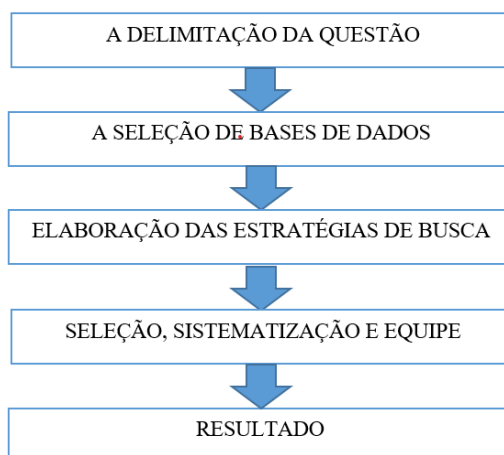 A DELIMITAÇÃO DA QUESTÃO
A SELEÇÃO DE BASES DE DADOS
ELABORAÇÃO DAS ESTRATÉGIAS DE BUSCA
SELEÇÃO, SISTEMATIZAÇÃO E EQUIPE
RESULTADO